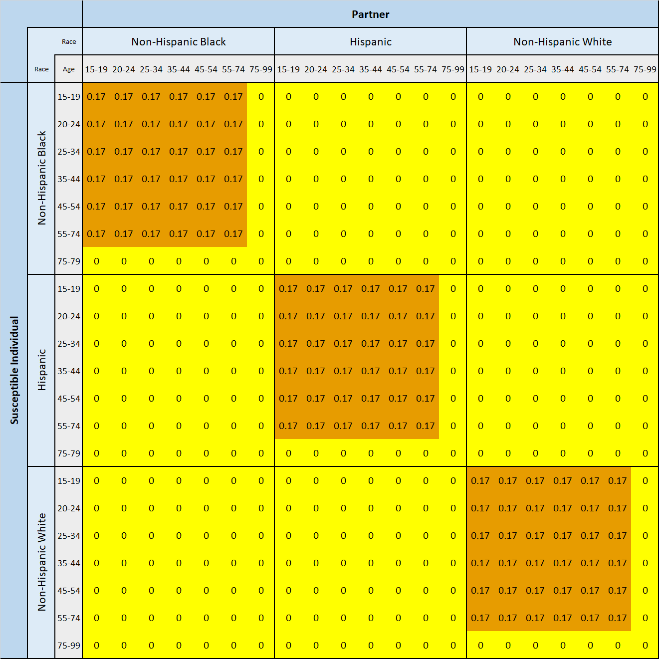 Partner
Race Non-Hispanic Black Hispanic Non-Hispanic White
Race Age 15-19 20-24 25-34 35-44 45-54 55-74 75-99 15-19 20-24 25-34 35-44 45-54 55-74 75-99 15-19 20-24 25-34 35-44 45-54 55-74 75-99
Susceptible Individual
Non-Hispanic Black
15-19 0.17 0.17 0.17 0.17 0.17 0.17 0 0 0 0 0 0 0 0 0 0 0 0 0 0 0
20-24 0.17 0.17 0.17 0.17 0.17 0.17 0 0 0 0 0 0 0 0 0 0 0 0 0 0 0
25-34 0.17 0.17 0.17 0.17 0.17 0.17 0 0 0 0 0 0 0 0 0 0 0 0 0 0 0
35-44 0.17 0.17 0.17 0.17 0.17 0.17 0 0 0 0 0 0 0 0 0 0 0 0 0 0 0
45-54 0.17 0.17 0.17 0.17 0.17 0.17 0 0 0 0 0 0 0 0 0 0 0 0 0 0 0
55-74 0.17 0.17 0.17 0.17 0.17 0.17 0 0 0 0 0 0 0 0 0 0 0 0 0 0 0
75-79 0 0 0 0 0 0 0 0 0 0 0 0 0 0 0 0 0 0 0 0 0
Hispanic
15-19 0 0 0 0 0 0 0 0.17 0.17 0.17 0.17 0.17 0.17 0 0 0 0 0 0 0 0
20-24 0 0 0 0 0 0 0 0.17 0.17 0.17 0.17 0.17 0.17 0 0 0 0 0 0 0 0
25-34 0 0 0 0 0 0 0 0.17 0.17 0.17 0.17 0.17 0.17 0 0 0 0 0 0 0 0
35-44 0 0 0 0 0 0 0 0.17 0.17 0.17 0.17 0.17 0.17 0 0 0 0 0 0 0 0
45-54 0 0 0 0 0 0 0 0.17 0.17 0.17 0.17 0.17 0.17 0 0 0 0 0 0 0 0
55-74 0 0 0 0 0 0 0 0.17 0.17 0.17 0.17 0.17 0.17 0 0 0 0 0 0 0 0
75-79 0 0 0 0 0 0 0 0 0 0 0 0 0 0 0 0 0 0 0 0 0
Non-Hispanic White
15-19 0 0 0 0 0 0 0 0 0 0 0 0 0 0 0.17 0.17 0.17 0.17 0.17 0.17 0
20-24 0 0 0 0 0 0 0 0 0 0 0 0 0 0 0.17 0.17 0.17 0.17 0.17 0.17 0
25-34 0 0 0 0 0 0 0 0 0 0 0 0 0 0 0.17 0.17 0.17 0.17 0.17 0.17 0
35-44 0 0 0 0 0 0 0 0 0 0 0 0 0 0 0.17 0.17 0.17 0.17 0.17 0.17 0
45-54 0 0 0 0 0 0 0 0 0 0 0 0 0 0 0.17 0.17 0.17 0.17 0.17 0.17 0
55-74 0 0 0 0 0 0 0 0 0 0 0 0 0 0 0.17 0.17 0.17 0.17 0.17 0.17 0
75-99 0 0 0 0 0 0 0 0 0 0 0 0 0 0 0 0 0 0 0 0 0